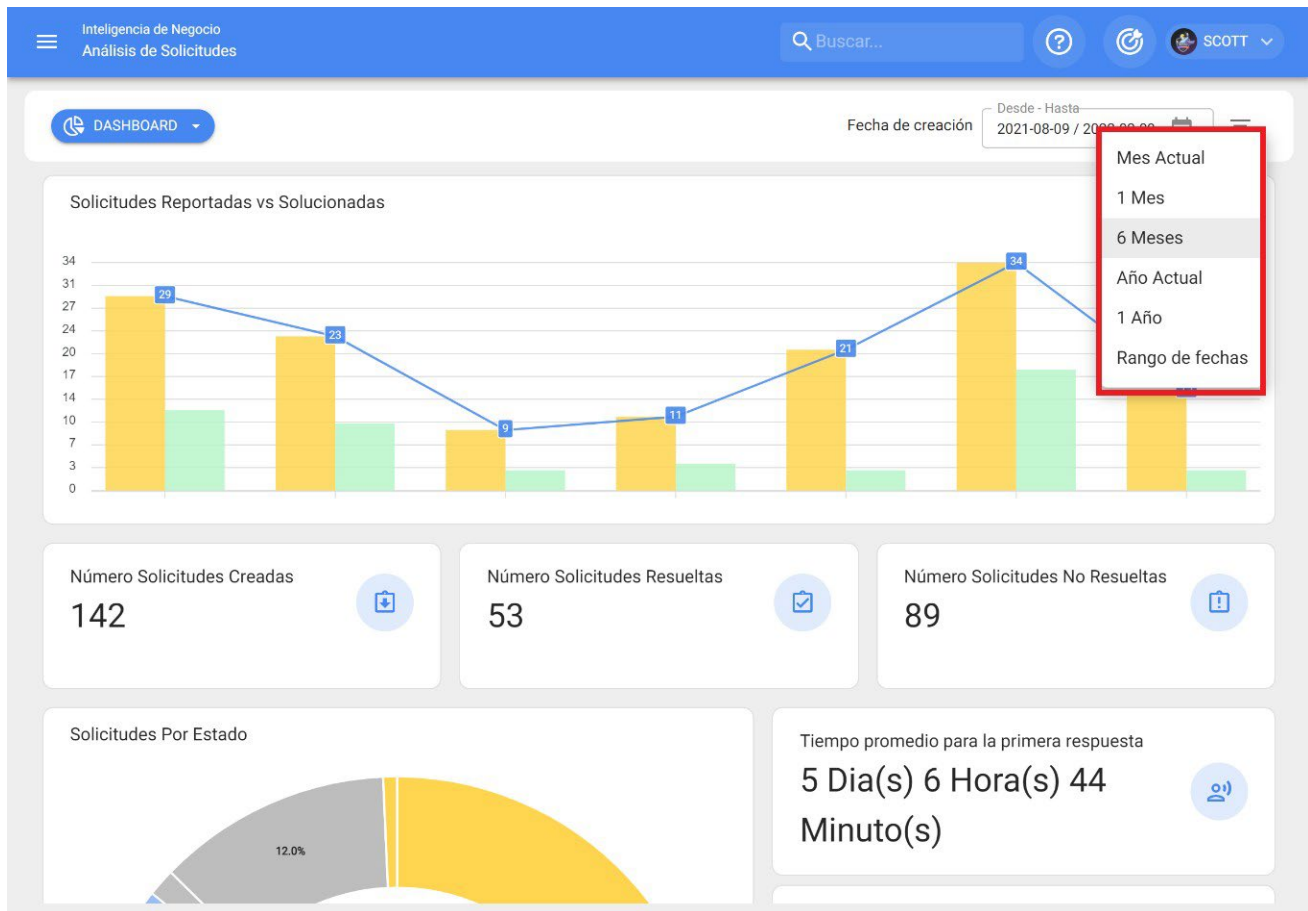 Inteligencia de Negocio
Análisis de Solicitudes
Buscar...
SCOTT
DASHBOARD
Fecha de creación
Desde - Hasta
2021-08-09 / 20
Mes Actual
1 Mes
6 Meses
Año Actual
1 Año
Rango de fechas
Solicitudes Reportadas vs Solucionadas
34
31
27
24
20
17
14
10
7
3
0
29
23
9
11
21
34
Número Solicitudes Creadas
142
Número Solicitudes Resueltas
53
Número Solicitudes No Resueltas
89
Solicitudes Por Estado
12.0%
Tiempo promedio para la primera respuesta
5 Dia(s) 6 Hora(s) 44
Minuto(s)